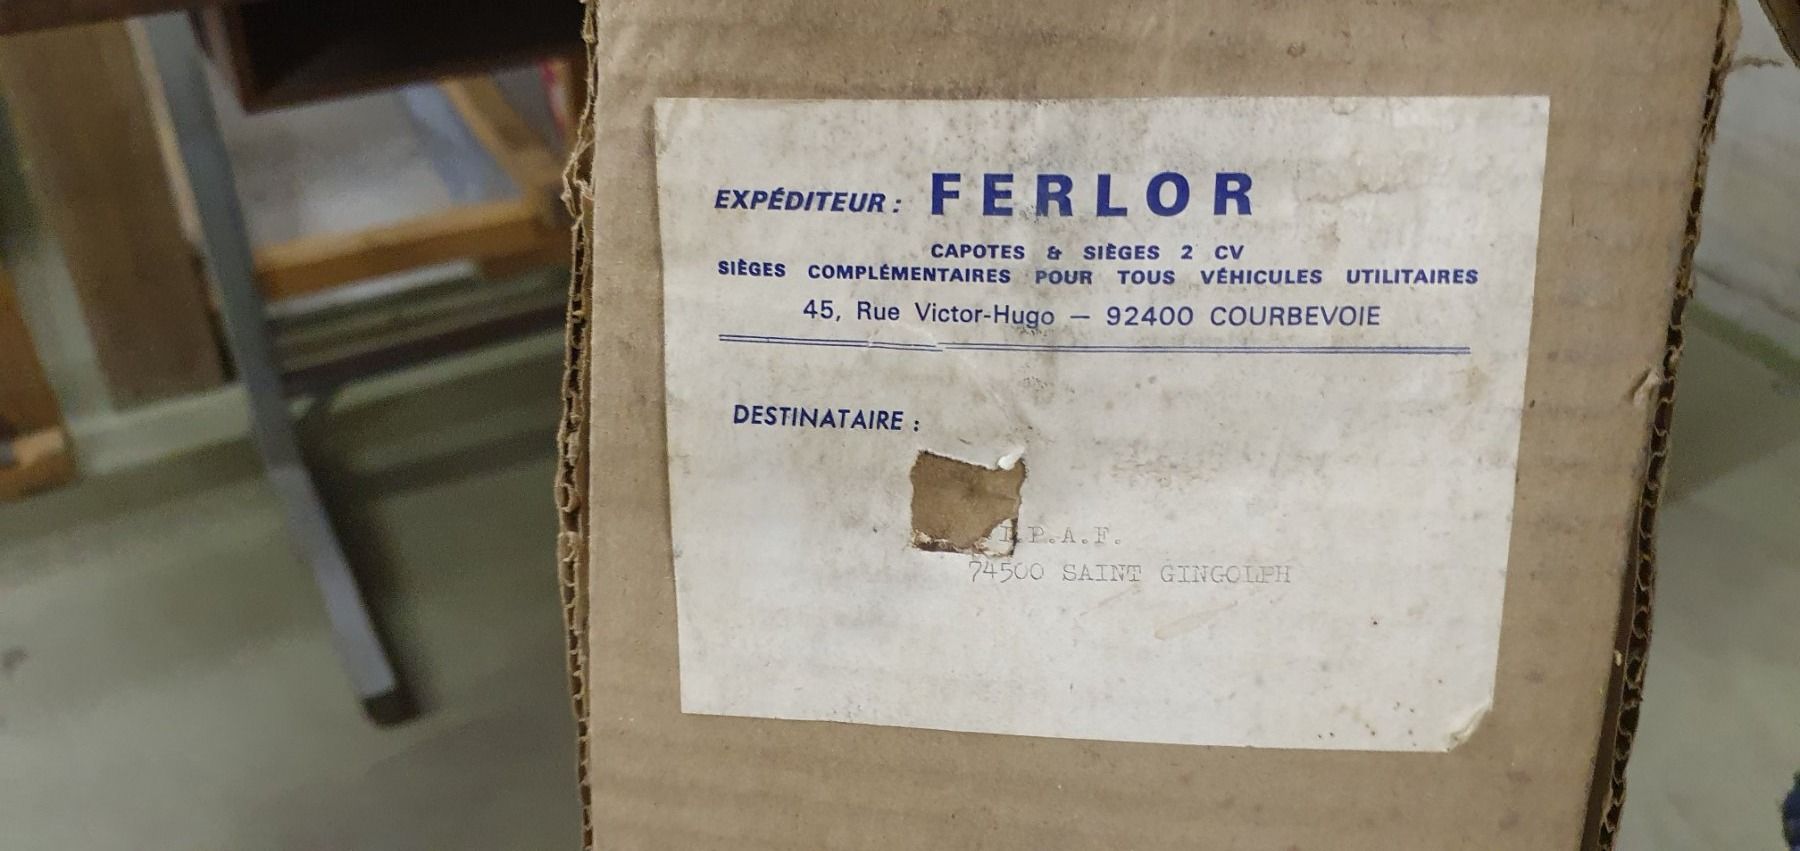 EXPÉDITEUR : FERLOR
CAPOTES & SIÈGES 2 CV
SIÈGES COMPLÉMENTAIRES POUR TOUS VÉHICULES UTILITAIRES
45, Rue Victor-Hugo — 92400 COURBEVOIE
DESTINATAIRE :
I.P.A.F.
74500 SAINT GINGOLPH